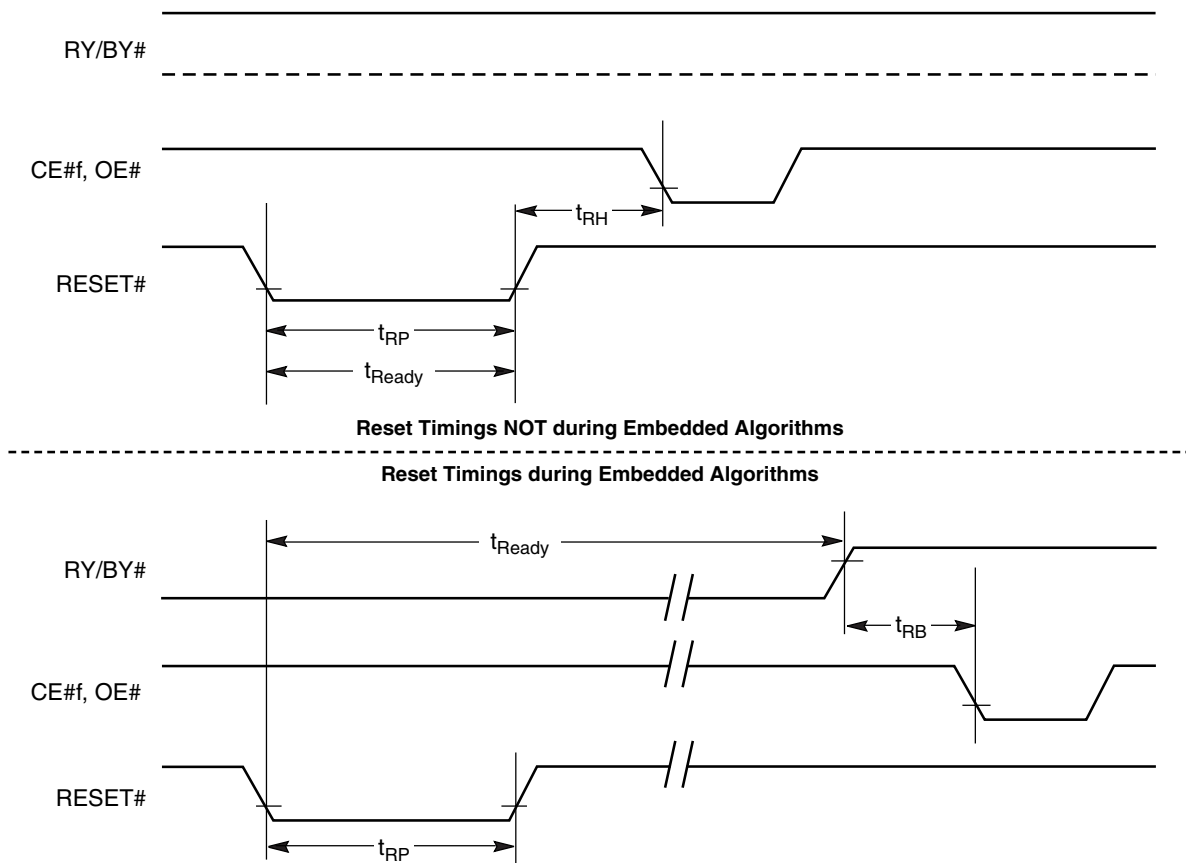 RY/BY#
CE#f, OE#
tRH
RESET#
tRP
tReady
Reset Timings NOT during Embedded Algorithms
Reset Timings during Embedded Algorithms
tReady
RY/BY#
tRB
CE#f, OE#
RESET#
tRP